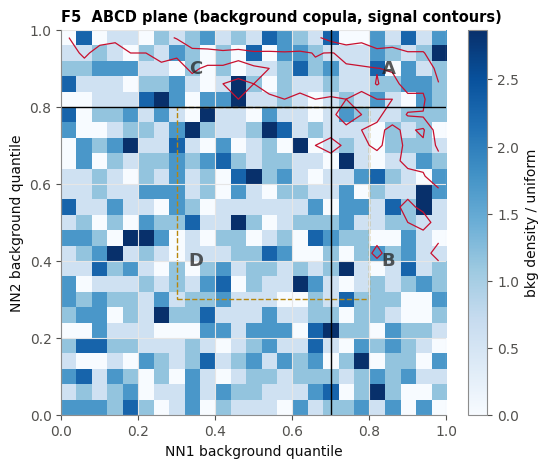 F5  ABCD plane (background copula, signal contours)
1.0
0.8
0.6
0.4
0.2
0.0
NN2 background quantile
C
A
D
B
0.0 0.2 0.4 0.6 0.8 1.0
NN1 background quantile
2.5
2.0
1.5
1.0
0.5
0.0
bkg density / uniform